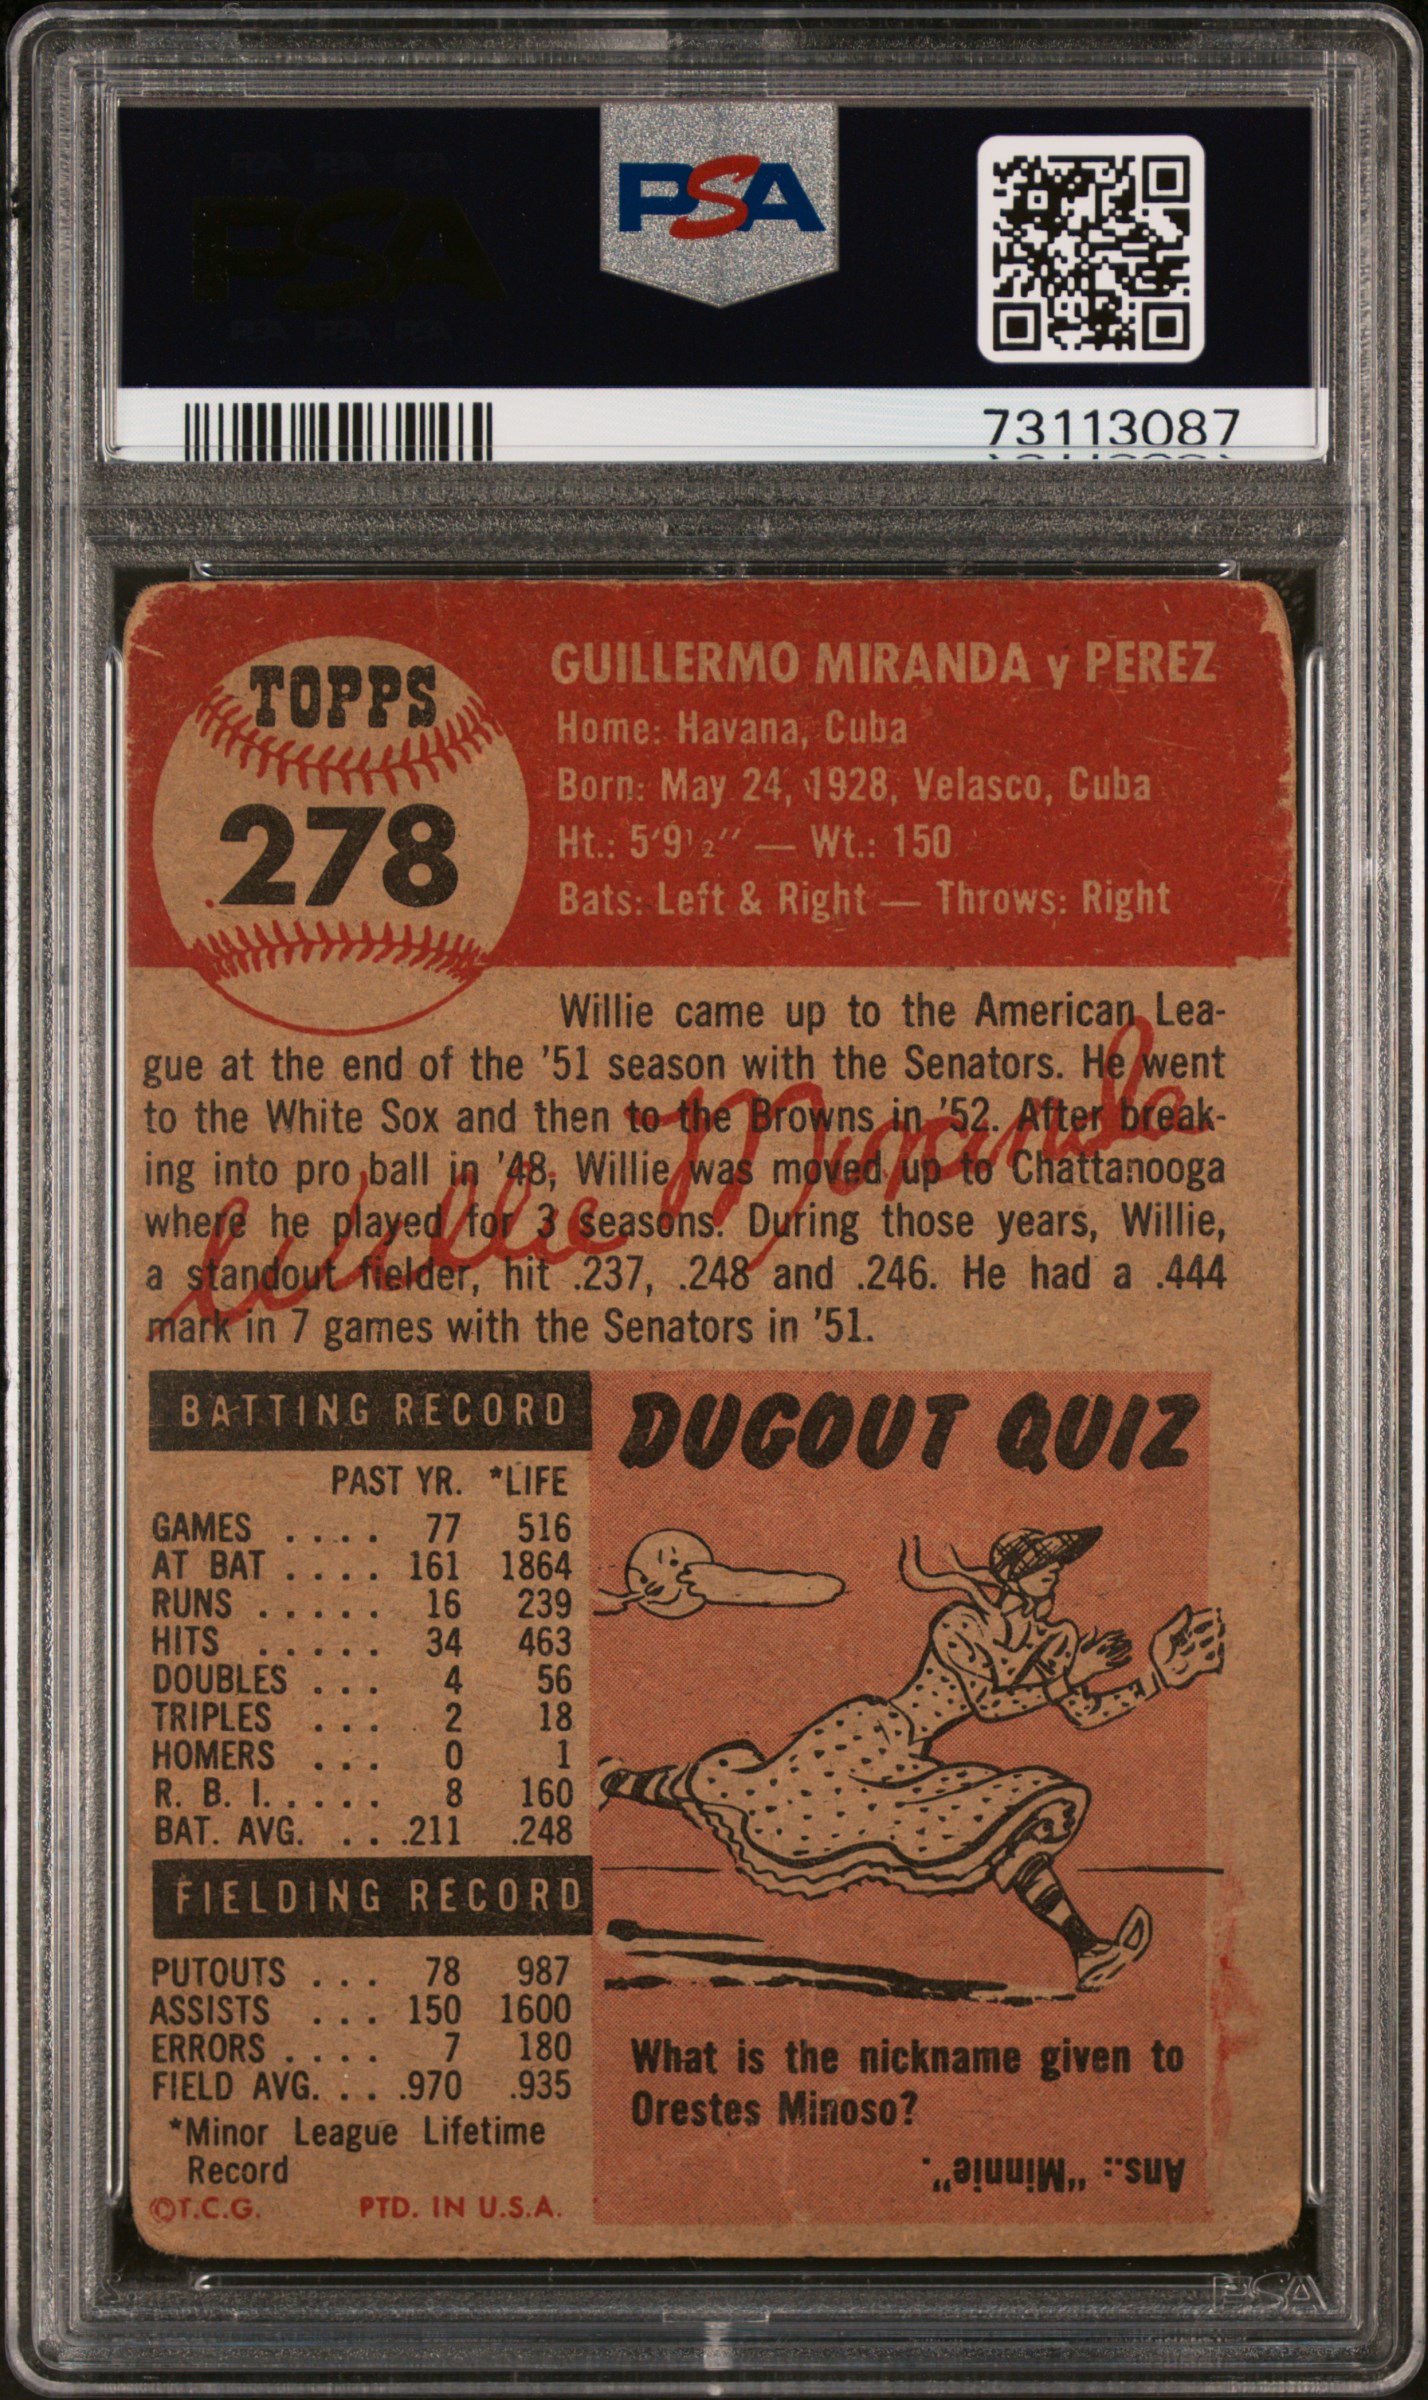 PSA
PSA
73113087
TOPPS
278
GUILLERMO MIRANDA y PEREZ
Home: Havana, Cuba
Born: May 24, 1928, Velasco, Cuba
Ht.: 5'9½" — Wt.: 150
Bats: Left & Right — Throws: Right
Willie came up to the American Lea-
gue at the end of the '51 season with the Senators. He went
to the White Sox and then to the Browns in '52. After break-
ing into pro ball in '48, Willie was moved up to Chattanooga
where he played for 3 seasons. During those years, Willie,
a standout fielder, hit .237, .248 and .246. He had a .444
mark in 7 games with the Senators in '51.
Willie Miranda
BATTING RECORD
PAST YR. *LIFE
GAMES .... 77 516
AT BAT .... 161 1864
RUNS ..... 16 239
HITS ..... 34 463
DOUBLES ... 4 56
TRIPLES ... 2 18
HOMERS ... 0 1
R. B. I. .... 8 160
BAT. AVG. .. .211 .248
FIELDING RECORD
PUTOUTS ... 78 987
ASSISTS ... 150 1600
ERRORS .... 7 180
FIELD AVG. .. .970 .935
*Minor League Lifetime
Record
©T.C.G. PTD. IN U.S.A.
DUGOUT QUIZ
What is the nickname given to
Orestes Minoso?
Ans.: "Minnie".
PSA